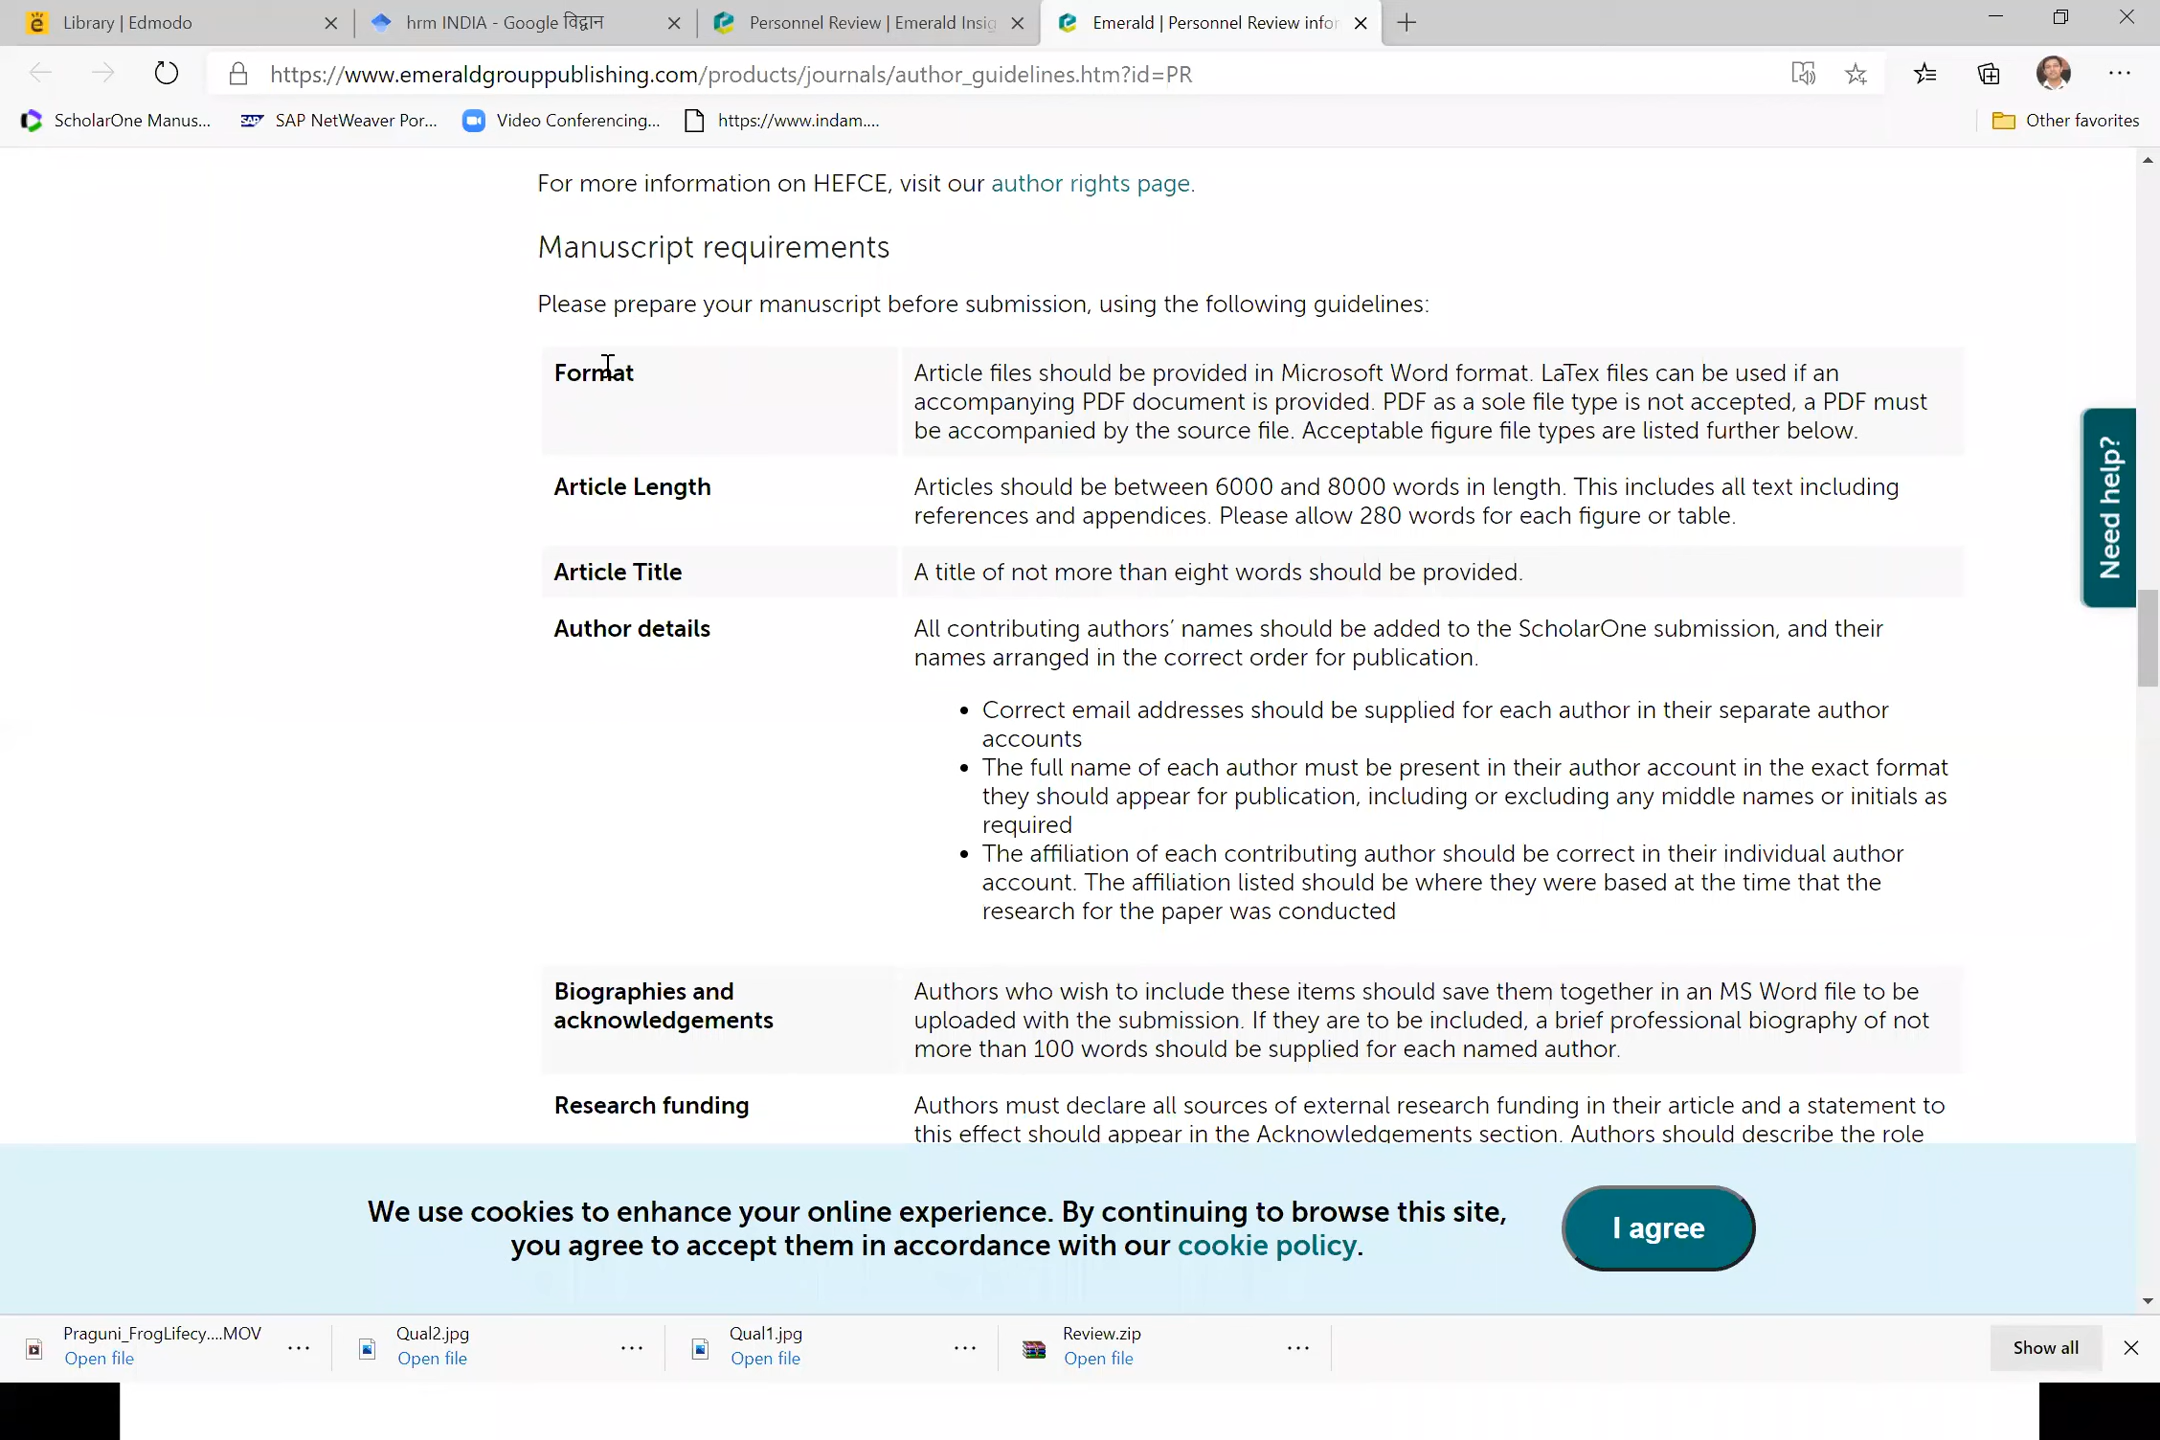 Library | Edmodo
hrm INDIA - Google विद्वान
Personnel Review | Emerald Insig
Emerald | Personnel Review infor
https://www.emeraldgrouppublishing.com/products/journals/author_guidelines.htm?id=PR
ScholarOne Manus...
SAP NetWeaver Por...
Video Conferencing...
https://www.indam....
Other favorites
For more information on HEFCE, visit our author rights page.
Manuscript requirements
Please prepare your manuscript before submission, using the following guidelines:
Format
Article files should be provided in Microsoft Word format. LaTex files can be used if an
accompanying PDF document is provided. PDF as a sole file type is not accepted, a PDF must
be accompanied by the source file. Acceptable figure file types are listed further below.
Article Length
Articles should be between 6000 and 8000 words in length. This includes all text including
references and appendices. Please allow 280 words for each figure or table.
Article Title
A title of not more than eight words should be provided.
Author details
All contributing authors’ names should be added to the ScholarOne submission, and their
names arranged in the correct order for publication.
• Correct email addresses should be supplied for each author in their separate author
accounts
• The full name of each author must be present in their author account in the exact format
they should appear for publication, including or excluding any middle names or initials as
required
• The affiliation of each contributing author should be correct in their individual author
account. The affiliation listed should be where they were based at the time that the
research for the paper was conducted
Biographies and
acknowledgements
Authors who wish to include these items should save them together in an MS Word file to be
uploaded with the submission. If they are to be included, a brief professional biography of not
more than 100 words should be supplied for each named author.
Research funding
Authors must declare all sources of external research funding in their article and a statement to
this effect should appear in the Acknowledgements section. Authors should describe the role
Need help?
We use cookies to enhance your online experience. By continuing to browse this site,
you agree to accept them in accordance with our cookie policy.
I agree
Praguni_FrogLifecy....MOV
Open file
Qual2.jpg
Open file
Qual1.jpg
Open file
Review.zip
Open file
Show all